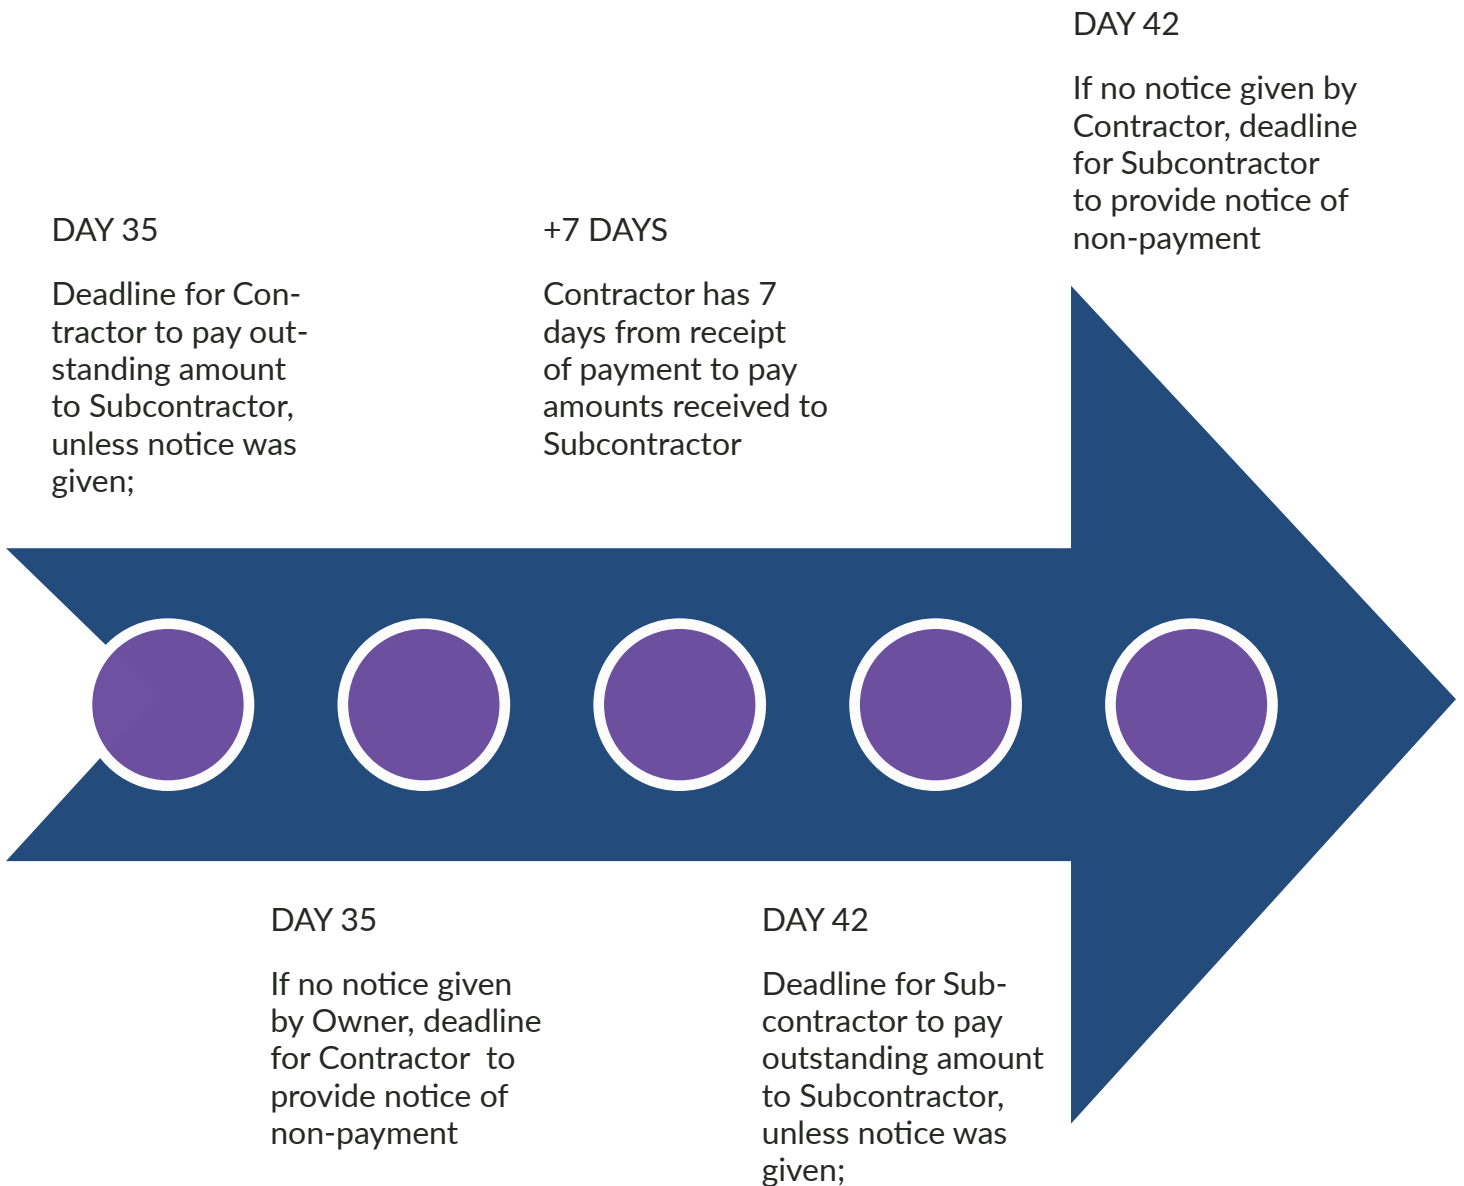 DAY 35
Deadline for Con-
tractor to pay out-
standing amount
to Subcontractor,
unless notice was
given;
DAY 35
If no notice given
by Owner, deadline
for Contractor  to
provide notice of
non-payment
+7 DAYS
Contractor has 7
days from receipt
of payment to pay
amounts received to
Subcontractor
DAY 42
Deadline for Sub-
contractor to pay
outstanding amount
to Subcontractor,
unless notice was
given;
DAY 42
If no notice given by
Contractor, deadline
for Subcontractor
to provide notice of
non-payment